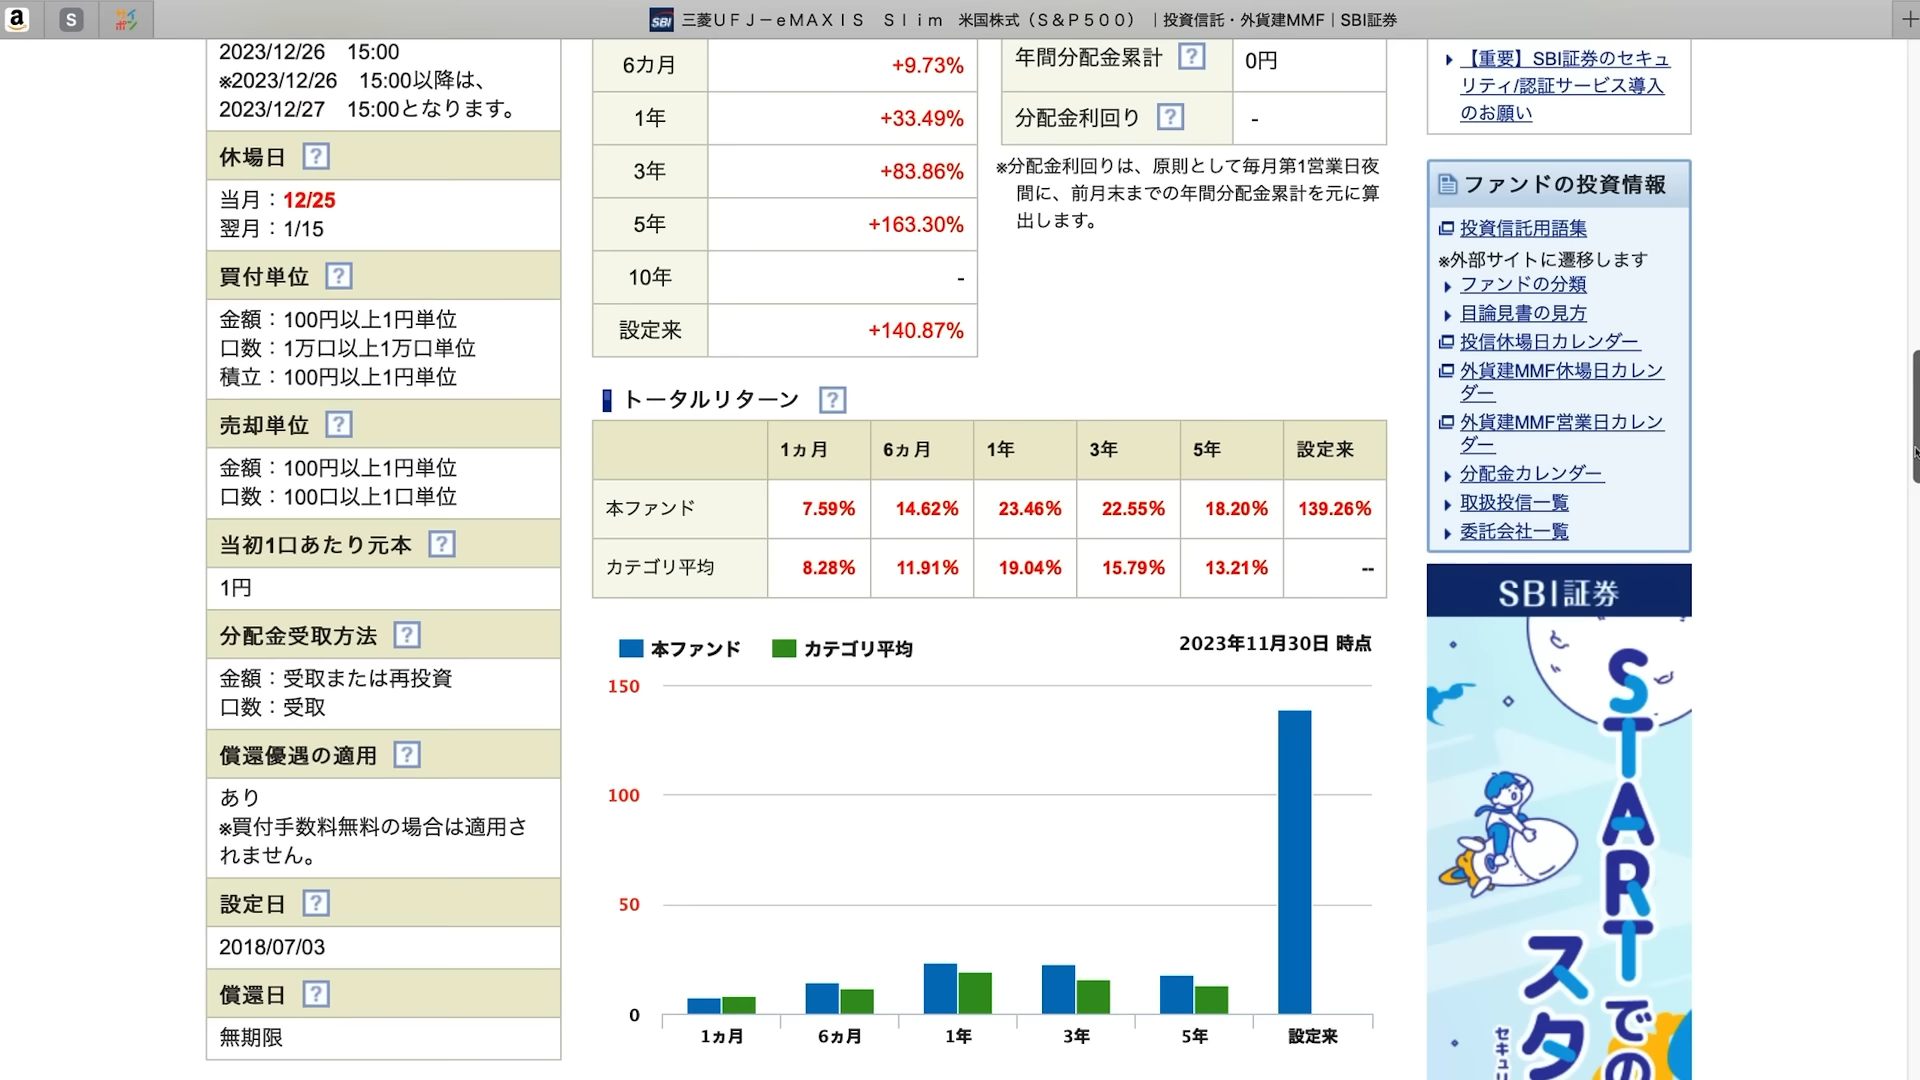 SBI 三菱ＵＦＪ－ｅＭＡＸＩＳ　Ｓｌｉｍ　米国株式（Ｓ＆Ｐ５００）｜投資信託・外貨建MMF｜SBI証券
a
S
サイボン
2023/12/26　15:00
※2023/12/26　15:00以降は、
2023/12/27　15:00となります。
休場日 ?
当月：12/25
翌月：1/15
買付単位 ?
金額：100円以上1円単位
口数：1万口以上1万口単位
積立：100円以上1円単位
売却単位 ?
金額：100円以上1円単位
口数：100口以上1口単位
当初1口あたり元本 ?
1円
分配金受取方法 ?
金額：受取または再投資
口数：受取
償還優遇の適用 ?
あり
※買付手数料無料の場合は適用さ
れません。
設定日 ?
2018/07/03
償還日 ?
無期限
6カ月 +9.73%
1年 +33.49%
3年 +83.86%
5年 +163.30%
10年 -
設定来 +140.87%
年間分配金累計 ? 0円
分配金利回り ? -
※分配金利回りは、原則として毎月第1営業日夜
間に、前月末までの年間分配金累計を元に算
出します。
トータルリターン ?
1ヵ月 6ヵ月 1年 3年 5年 設定来
本ファンド 7.59% 14.62% 23.46% 22.55% 18.20% 139.26%
カテゴリ平均 8.28% 11.91% 19.04% 15.79% 13.21% --
本ファンド カテゴリ平均 2023年11月30日 時点
150
100
50
0
1ヵ月 6ヵ月 1年 3年 5年 設定来
【重要】SBI証券のセキュ
リティ/認証サービス導入
のお願い
ファンドの投資情報
投資信託用語集
※外部サイトに遷移します
ファンドの分類
目論見書の見方
投信休場日カレンダー
外貨建MMF休場日カレン
ダー
外貨建MMF営業日カレン
ダー
分配金カレンダー
取扱投信一覧
委託会社一覧
SBI証券
STARTでの
スタ
セキュリ